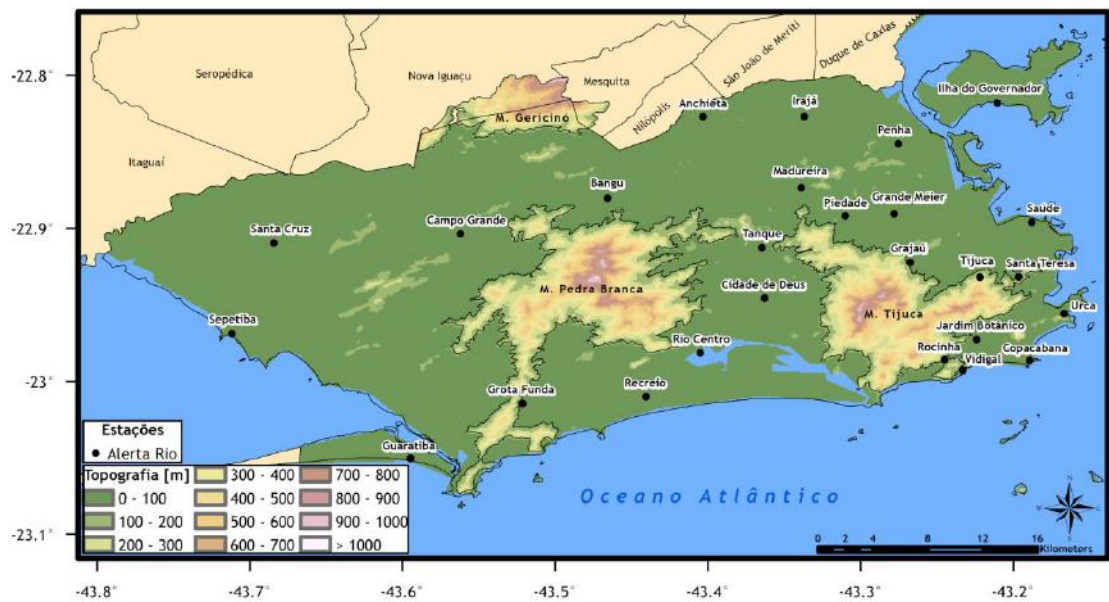 -22.8°
-22.9°
-23°
-23.1°
Seropédica
Nova Iguaçu
Mesquita
São João de Meriti
Duque de Caxias
Nilópolis
Itaguaí
M. Gericinó
Anchieta
Irajá
Ilha do Governador
Penha
Madureira
Bangu
Piedade
Grande Méier
Saúde
Santa Cruz
Campo Grande
Tanque
Grajaú
Tijuca
Santa Teresa
M. Pedra Branca
Cidade de Deus
M. Tijuca
Urca
Sepetiba
Jardim Botânico
Rio Centro
Rocinha
Copacabana
Vidigal
Grota Funda
Recreio
Guaratiba
Oceano Atlântico
Estações
Alerta Rio
Topografia [m]
0 - 100
100 - 200
200 - 300
300 - 400
400 - 500
500 - 600
600 - 700
700 - 800
800 - 900
900 - 1000
> 1000
0 2 4 8 12 16
Kilometers
-43.8° -43.7° -43.6° -43.5° -43.4° -43.3° -43.2°